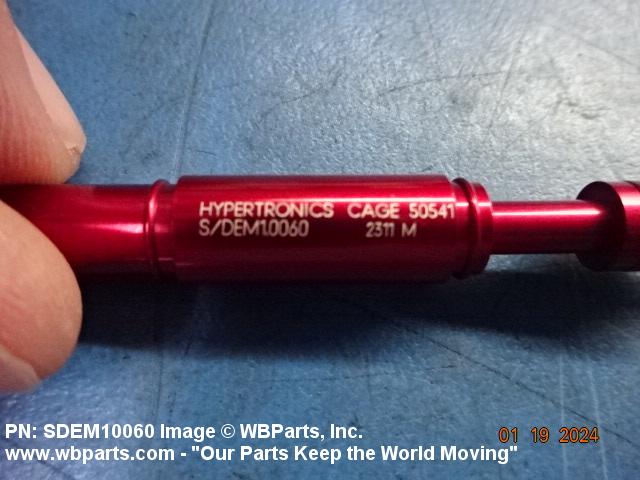 HYPERTRONICS CAGE 50541
S/DEM1.0060 2311 M
PN: SDEM10060 Image © WBParts, Inc.
01 19 2024
www.wbparts.com - "Our Parts Keep the World Moving"